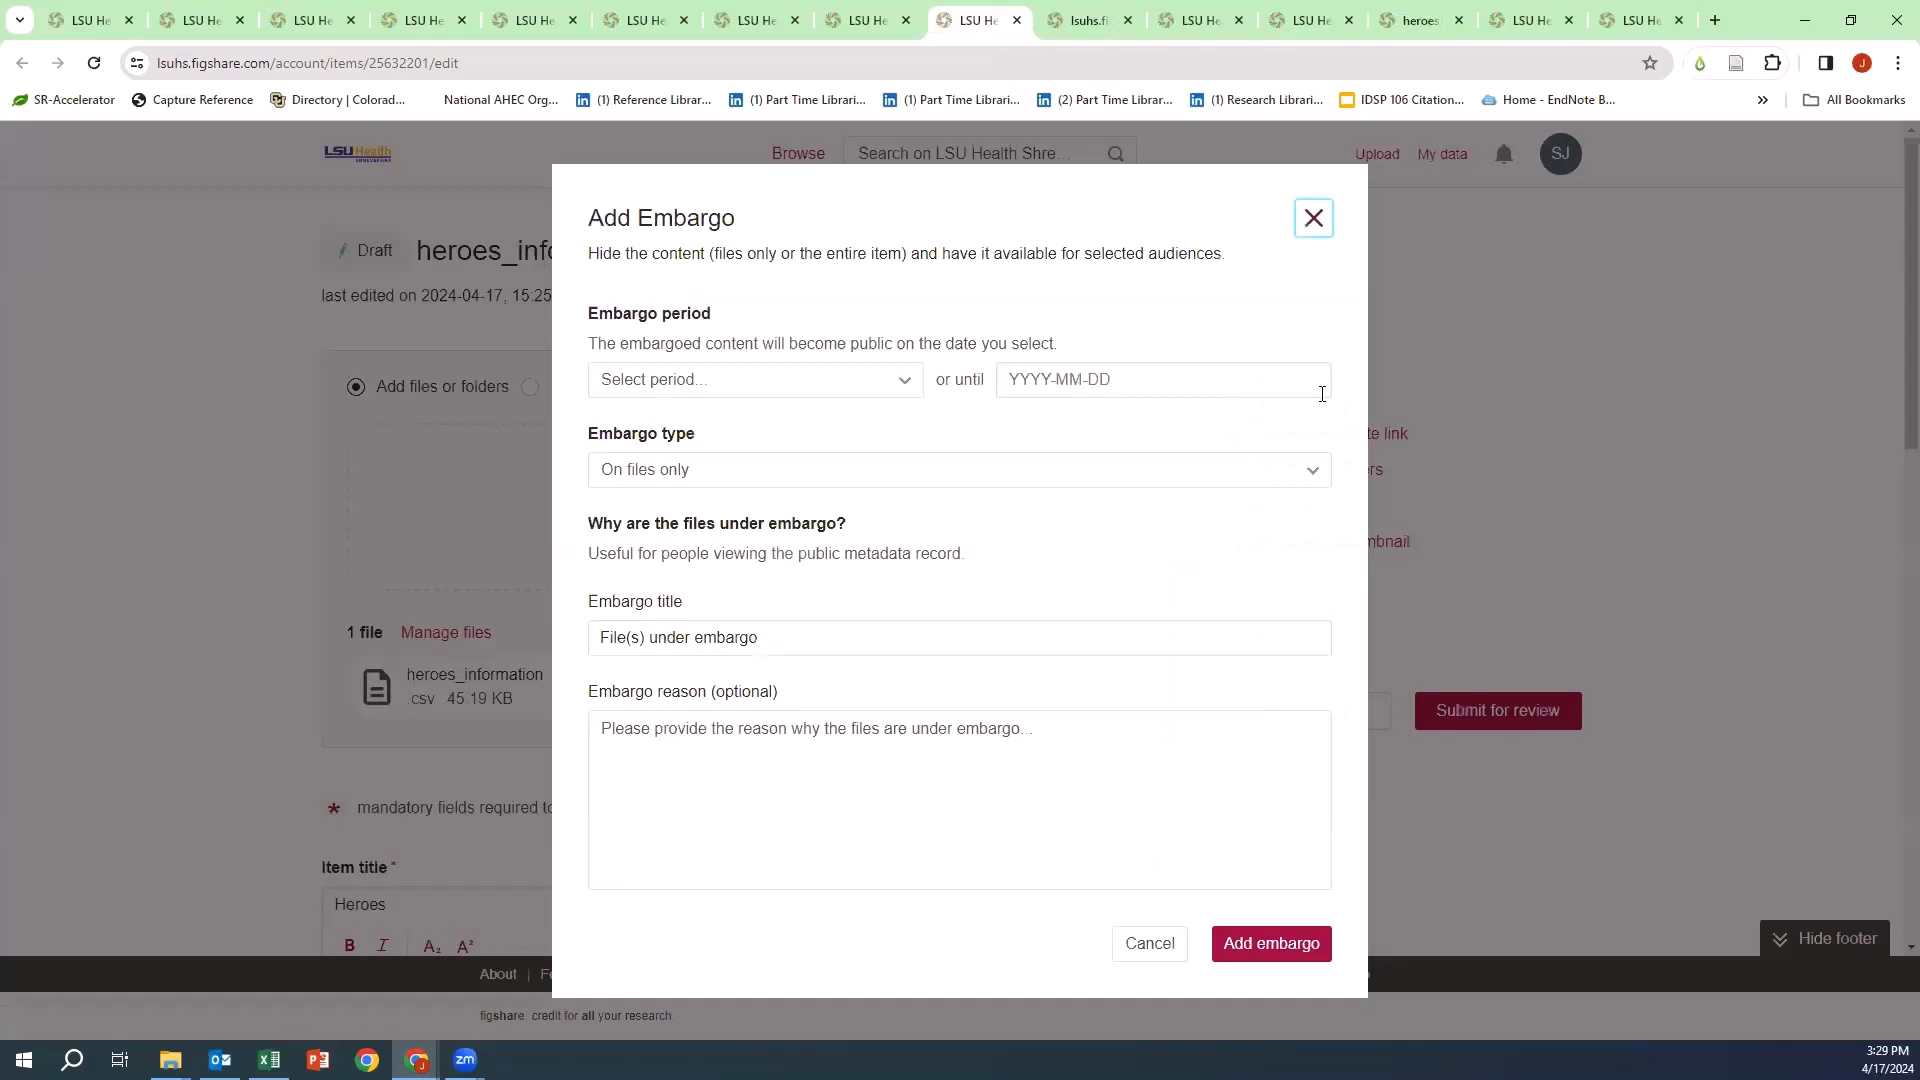 LSU He
LSU He
LSU He
LSU He
LSU He
LSU He
LSU He
LSU He
LSU He
lsuhs.fi
LSU He
LSU He
heroes
LSU He
LSU He
lsuhs.figshare.com/account/items/25632201/edit
J
SR-Accelerator
Capture Reference
Directory | Colorad...
National AHEC Org...
(1) Reference Librar...
(1) Part Time Librari...
(1) Part Time Librari...
(2) Part Time Librar...
(1) Research Librari...
IDSP 106 Citation...
Home - EndNote B...
All Bookmarks
LSU Health
SHREVEPORT
Browse
Search on LSU Health Shre...
Upload
My data
SJ
Draft
heroes_info
last edited on 2024-04-17, 15:25
Add files or folders
1 file
Manage files
heroes_information
.csv 45.19 KB
* mandatory fields required to
Item title *
Heroes
B I A₂ A²
Add Embargo
Hide the content (files only or the entire item) and have it available for selected audiences.
Embargo period
The embargoed content will become public on the date you select.
Select period...
or until
YYYY-MM-DD
Embargo type
On files only
Why are the files under embargo?
Useful for people viewing the public metadata record.
Embargo title
File(s) under embargo
Embargo reason (optional)
Please provide the reason why the files are under embargo...
Cancel
Add embargo
te link
rs
mbnail
Submit for review
Hide footer
About | Fe
figshare. credit for all your research.
zm
3:29 PM
4/17/2024